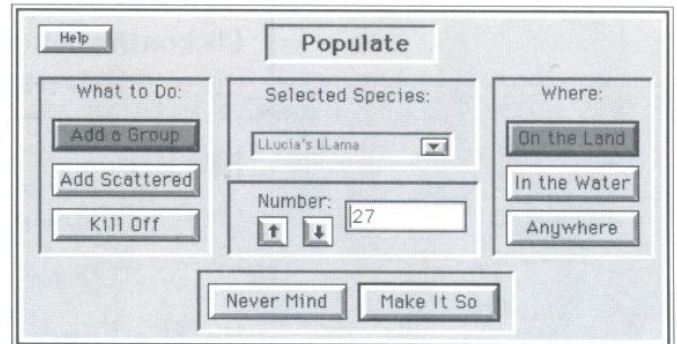 Help
Populate
What to Do:
Add a Group
Add Scattered
Kill Off
Selected Species:
LLucia's LLama
Number:
27
Where:
On the Land
In the Water
Anywhere
Never Mind
Make It So